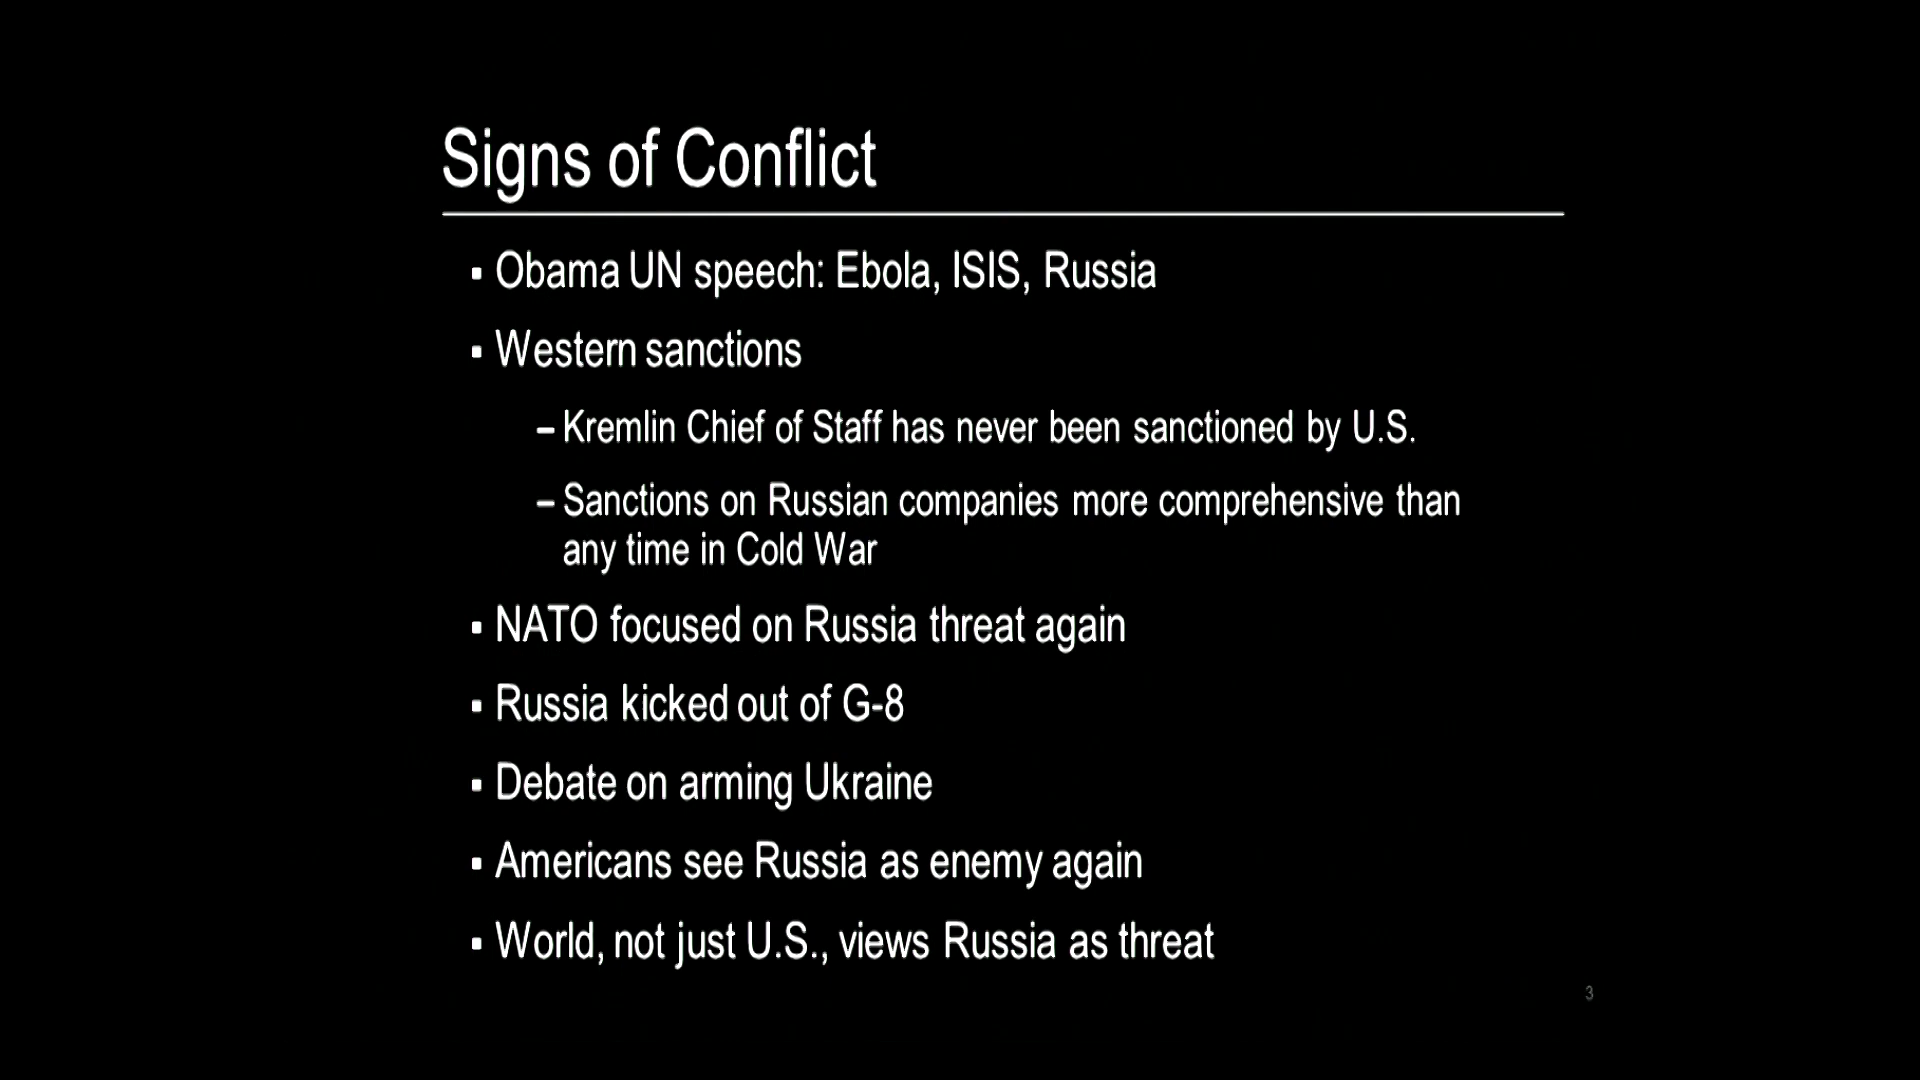 Signs of Conflict
▪ Obama UN speech: Ebola, ISIS, Russia
▪ Western sanctions
– Kremlin Chief of Staff has never been sanctioned by U.S.
– Sanctions on Russian companies more comprehensive than
any time in Cold War
▪ NATO focused on Russia threat again
▪ Russia kicked out of G-8
▪ Debate on arming Ukraine
▪ Americans see Russia as enemy again
▪ World, not just U.S., views Russia as threat
3